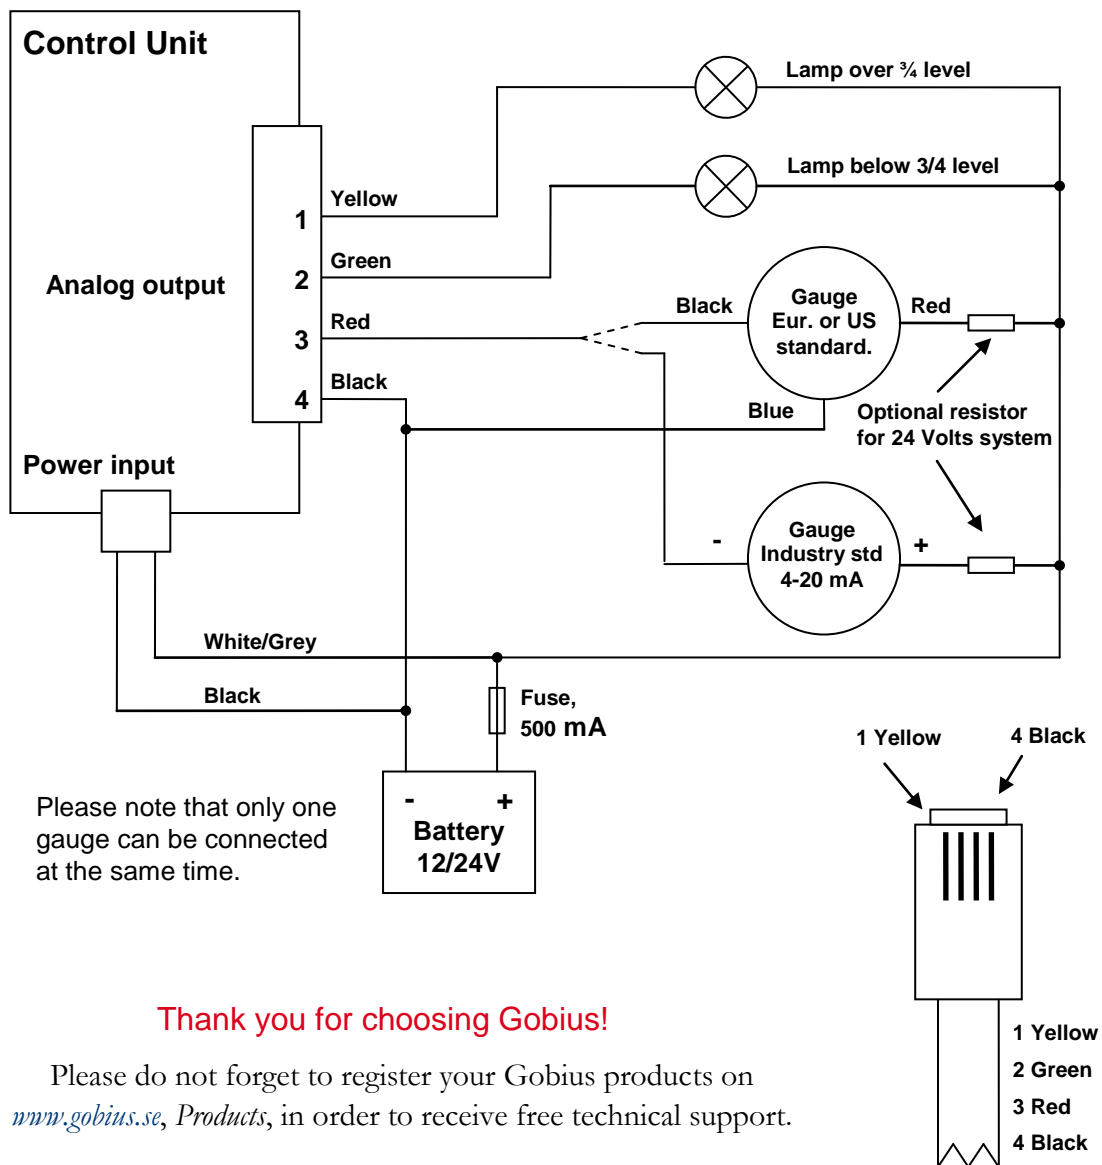 Control Unit
Lamp over ¾ level
Lamp below 3/4 level
Yellow
1
Green
2
Analog output
Red
3
Black
4
Black
Gauge
Eur. or US
standard.
Red
Blue
Optional resistor
for 24 Volts system
Power input
-
Gauge
Industry std
4-20 mA
+
White/Grey
Black
Fuse,
500 mA
1 Yellow
4 Black
- +
Battery
12/24V
Please note that only one
gauge can be connected
at the same time.
Thank you for choosing Gobius!
Please do not forget to register your Gobius products on
www.gobius.se, Products, in order to receive free technical support.
1 Yellow
2 Green
3 Red
4 Black